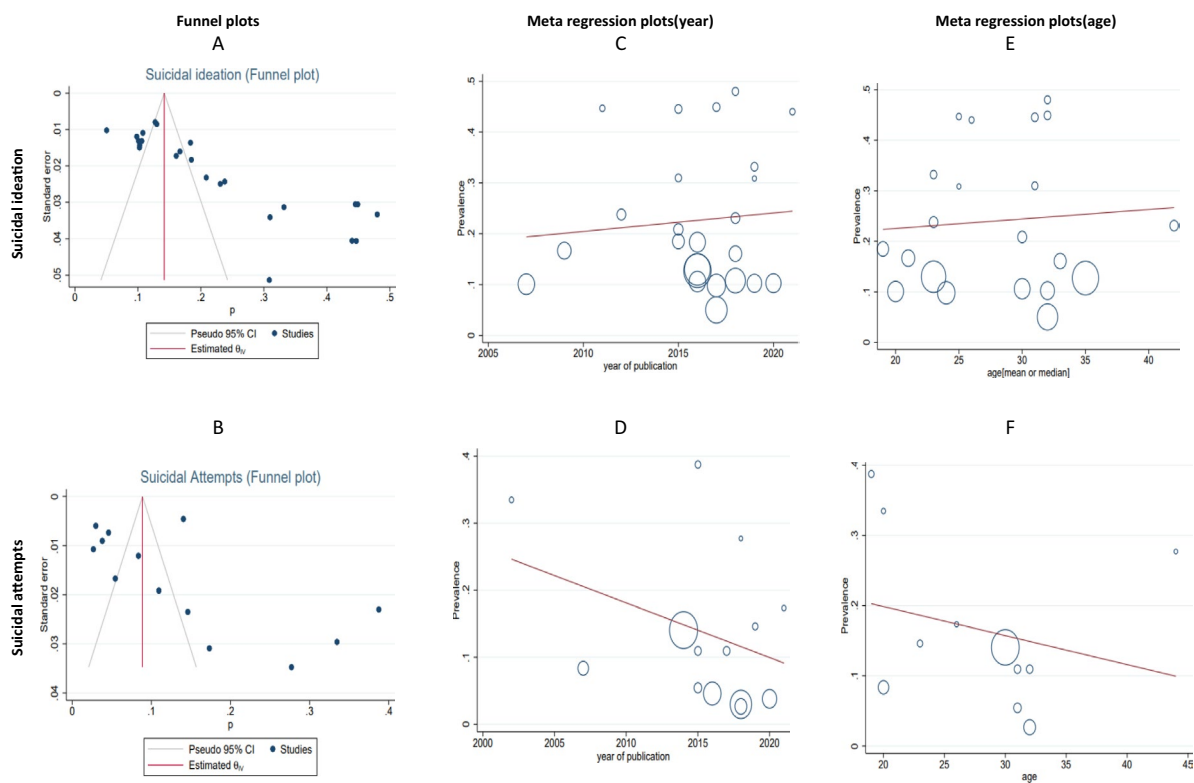 Funnel plots
Meta regression plots(year)
Meta regression plots(age)
A
C
E
Suicidal ideation
Suicidal ideation (Funnel plot)
Standard error
0
.01
.02
.03
.04
.05
0
.1
.2
.3
.4
.5
p
Pseudo 95% CI
Studies
Estimated θIV
Prevalence
.5
.4
.3
.2
.1
0
2005
2010
2015
2020
year of publication
Prevalence
.5
.4
.3
.2
.1
0
20
25
30
35
40
age[mean or median]
B
D
F
Suicidal attempts
Suicidal Attempts (Funnel plot)
Standard error
0
.01
.02
.03
.04
0
.1
.2
.3
.4
p
Pseudo 95% CI
Studies
Estimated θIV
Prevalence
.4
.3
.2
.1
0
2000
2005
2010
2015
2020
year of publication
Prevalence
.4
.3
.2
.1
0
20
25
30
35
40
45
age